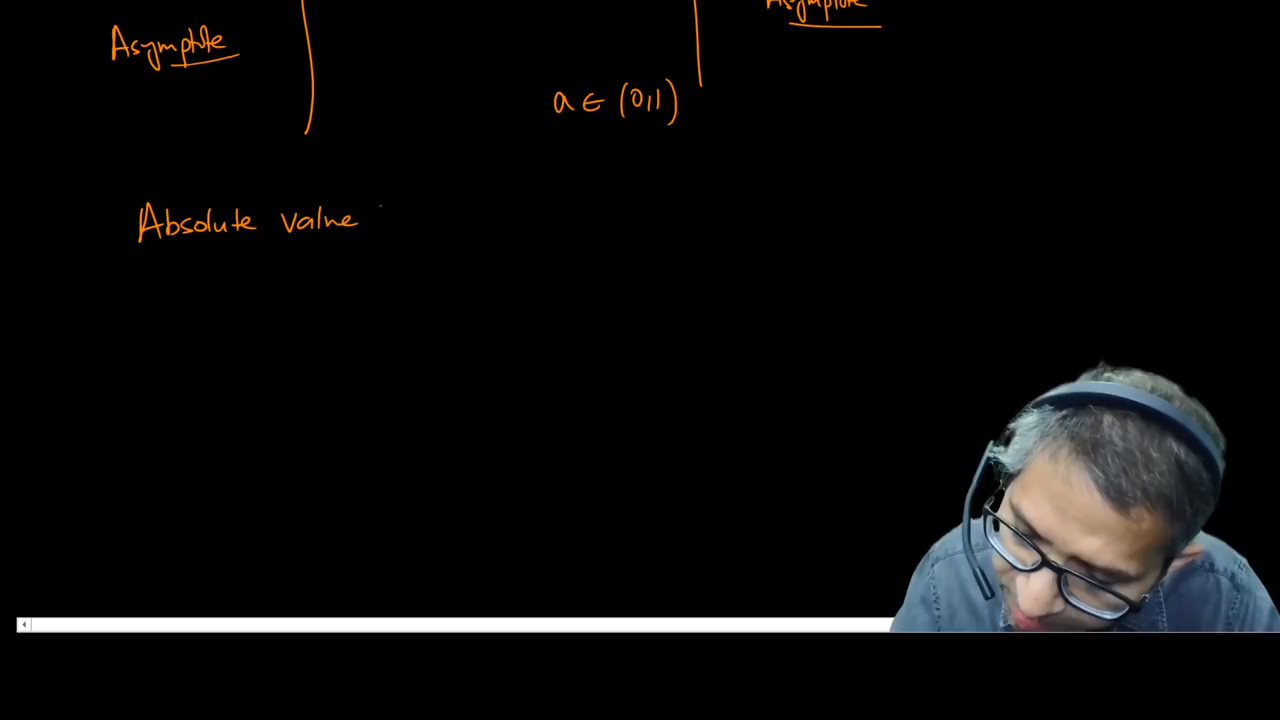 Asymptote
Asymptote
a ∈ (0,1)
Absolute value